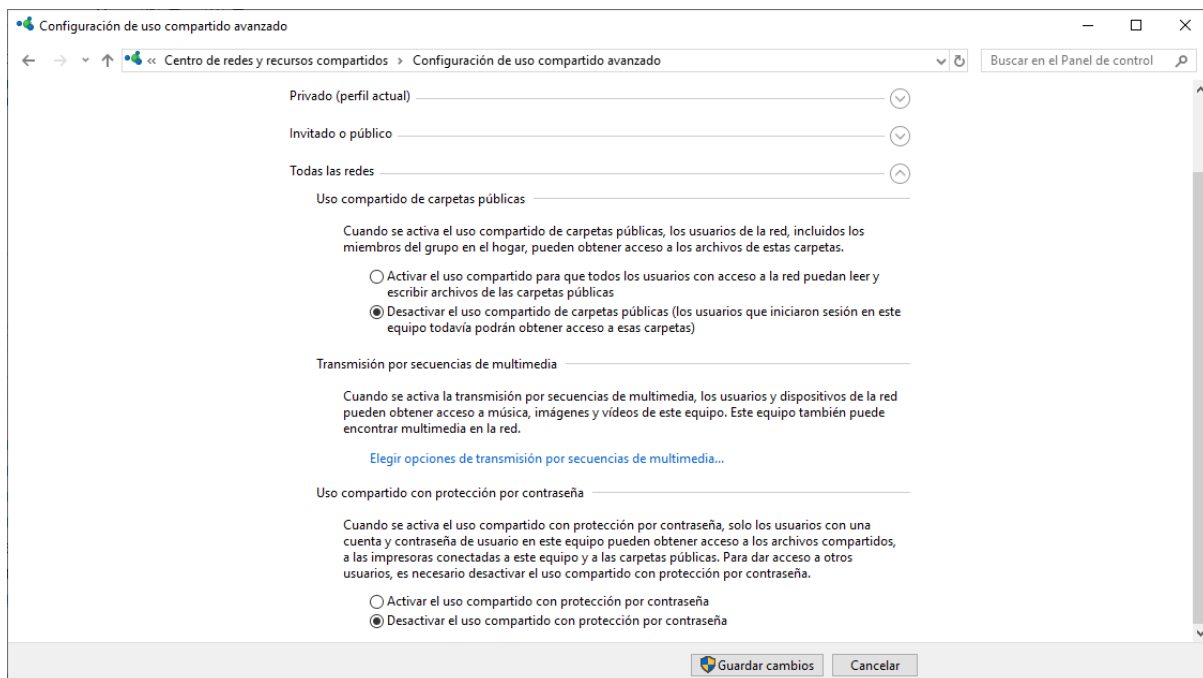 Configuración de uso compartido avanzado
« Centro de redes y recursos compartidos > Configuración de uso compartido avanzado
Buscar en el Panel de control
Privado (perfil actual)
Invitado o público
Todas las redes
Uso compartido de carpetas públicas
Cuando se activa el uso compartido de carpetas públicas, los usuarios de la red, incluidos los
miembros del grupo en el hogar, pueden obtener acceso a los archivos de estas carpetas.
Activar el uso compartido para que todos los usuarios con acceso a la red puedan leer y
escribir archivos de las carpetas públicas
Desactivar el uso compartido de carpetas públicas (los usuarios que iniciaron sesión en este
equipo todavía podrán obtener acceso a esas carpetas)
Transmisión por secuencias de multimedia
Cuando se activa la transmisión por secuencias de multimedia, los usuarios y dispositivos de la red
pueden obtener acceso a música, imágenes y vídeos de este equipo. Este equipo también puede
encontrar multimedia en la red.
Elegir opciones de transmisión por secuencias de multimedia...
Uso compartido con protección por contraseña
Cuando se activa el uso compartido con protección por contraseña, solo los usuarios con una
cuenta y contraseña de usuario en este equipo pueden obtener acceso a los archivos compartidos,
a las impresoras conectadas a este equipo y a las carpetas públicas. Para dar acceso a otros
usuarios, es necesario desactivar el uso compartido con protección por contraseña.
Activar el uso compartido con protección por contraseña
Desactivar el uso compartido con protección por contraseña
Guardar cambios
Cancelar